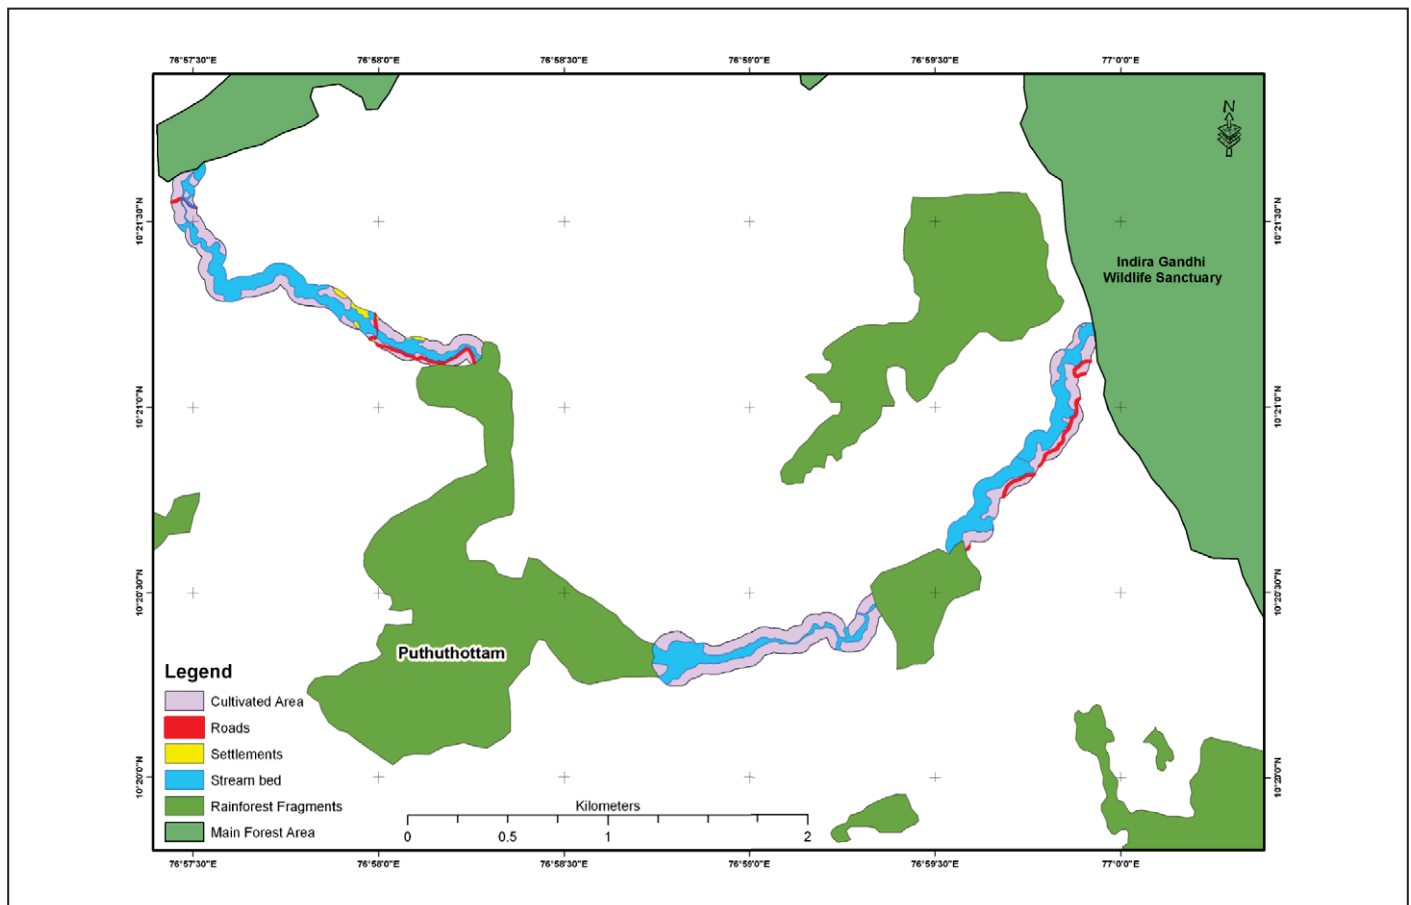 76°57'30"E 76°58'0"E 76°58'30"E 76°59'0"E 76°59'30"E 77°0'0"E
N
10°21'30"N 10°21'30"N
Indira Gandhi
Wildlife Sanctuary
10°21'0"N 10°21'0"N
10°20'30"N 10°20'30"N
Puthuthottam
Legend
Cultivated Area
Roads
Settlements
Stream bed
Rainforest Fragments
Main Forest Area
10°20'0"N 10°20'0"N
Kilometers
0 0.5 1 2
76°57'30"E 76°58'0"E 76°58'30"E 76°59'0"E 76°59'30"E 77°0'0"E